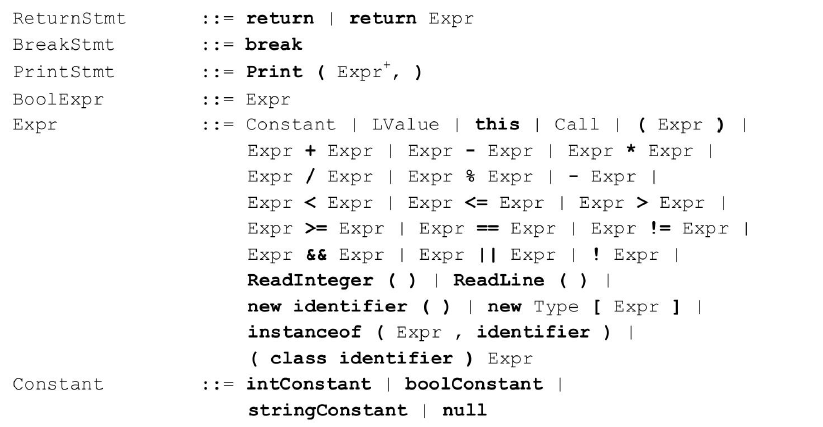 ReturnStmt ::= return | return Expr
BreakStmt ::= break
PrintStmt ::= Print ( Expr+, )
BoolExpr ::= Expr
Expr ::= Constant | LValue | this | Call | ( Expr ) |
Expr + Expr | Expr - Expr | Expr * Expr |
Expr / Expr | Expr % Expr | - Expr |
Expr < Expr | Expr <= Expr | Expr > Expr |
Expr >= Expr | Expr == Expr | Expr != Expr |
Expr && Expr | Expr || Expr | ! Expr |
ReadInteger ( ) | ReadLine ( ) |
new identifier ( ) | new Type [ Expr ] |
instanceof ( Expr , identifier ) |
( class identifier ) Expr
Constant ::= intConstant | boolConstant |
stringConstant | null